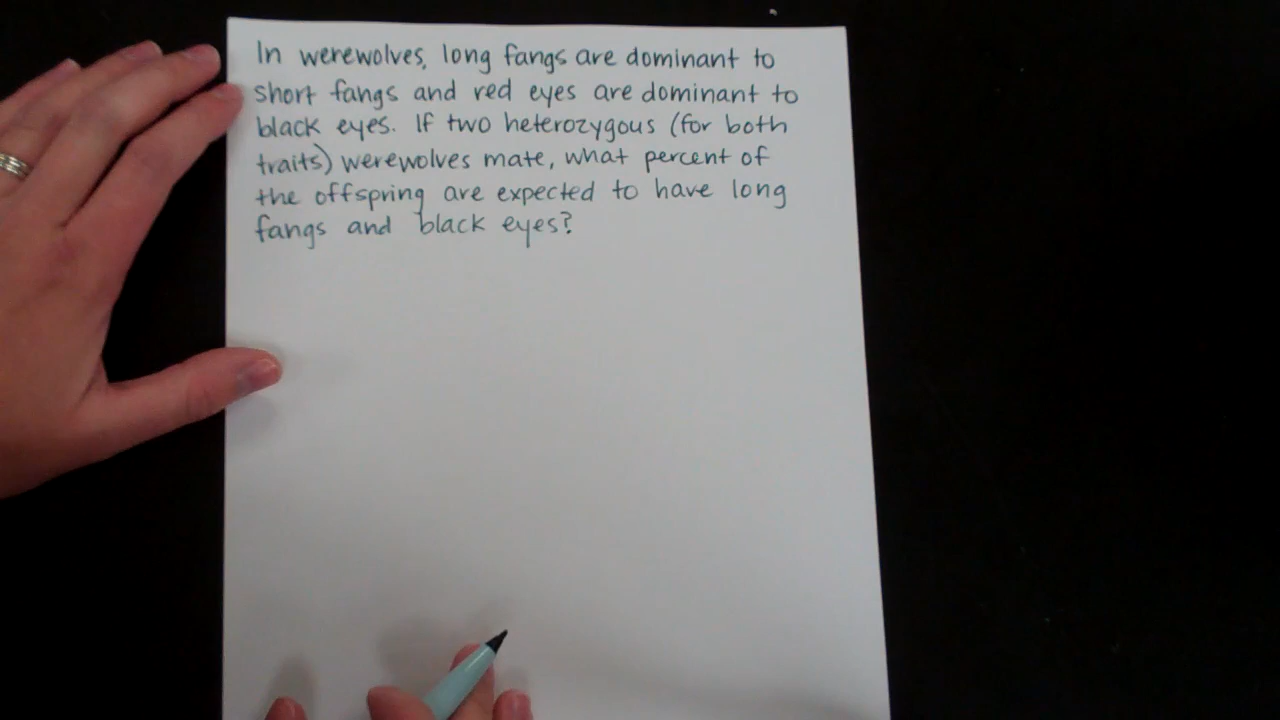 In werewolves, long fangs are dominant to
short fangs and red eyes are dominant to
black eyes. If two heterozygous (for both
traits) werewolves mate, what percent of
the offspring are expected to have long
fangs and black eyes?